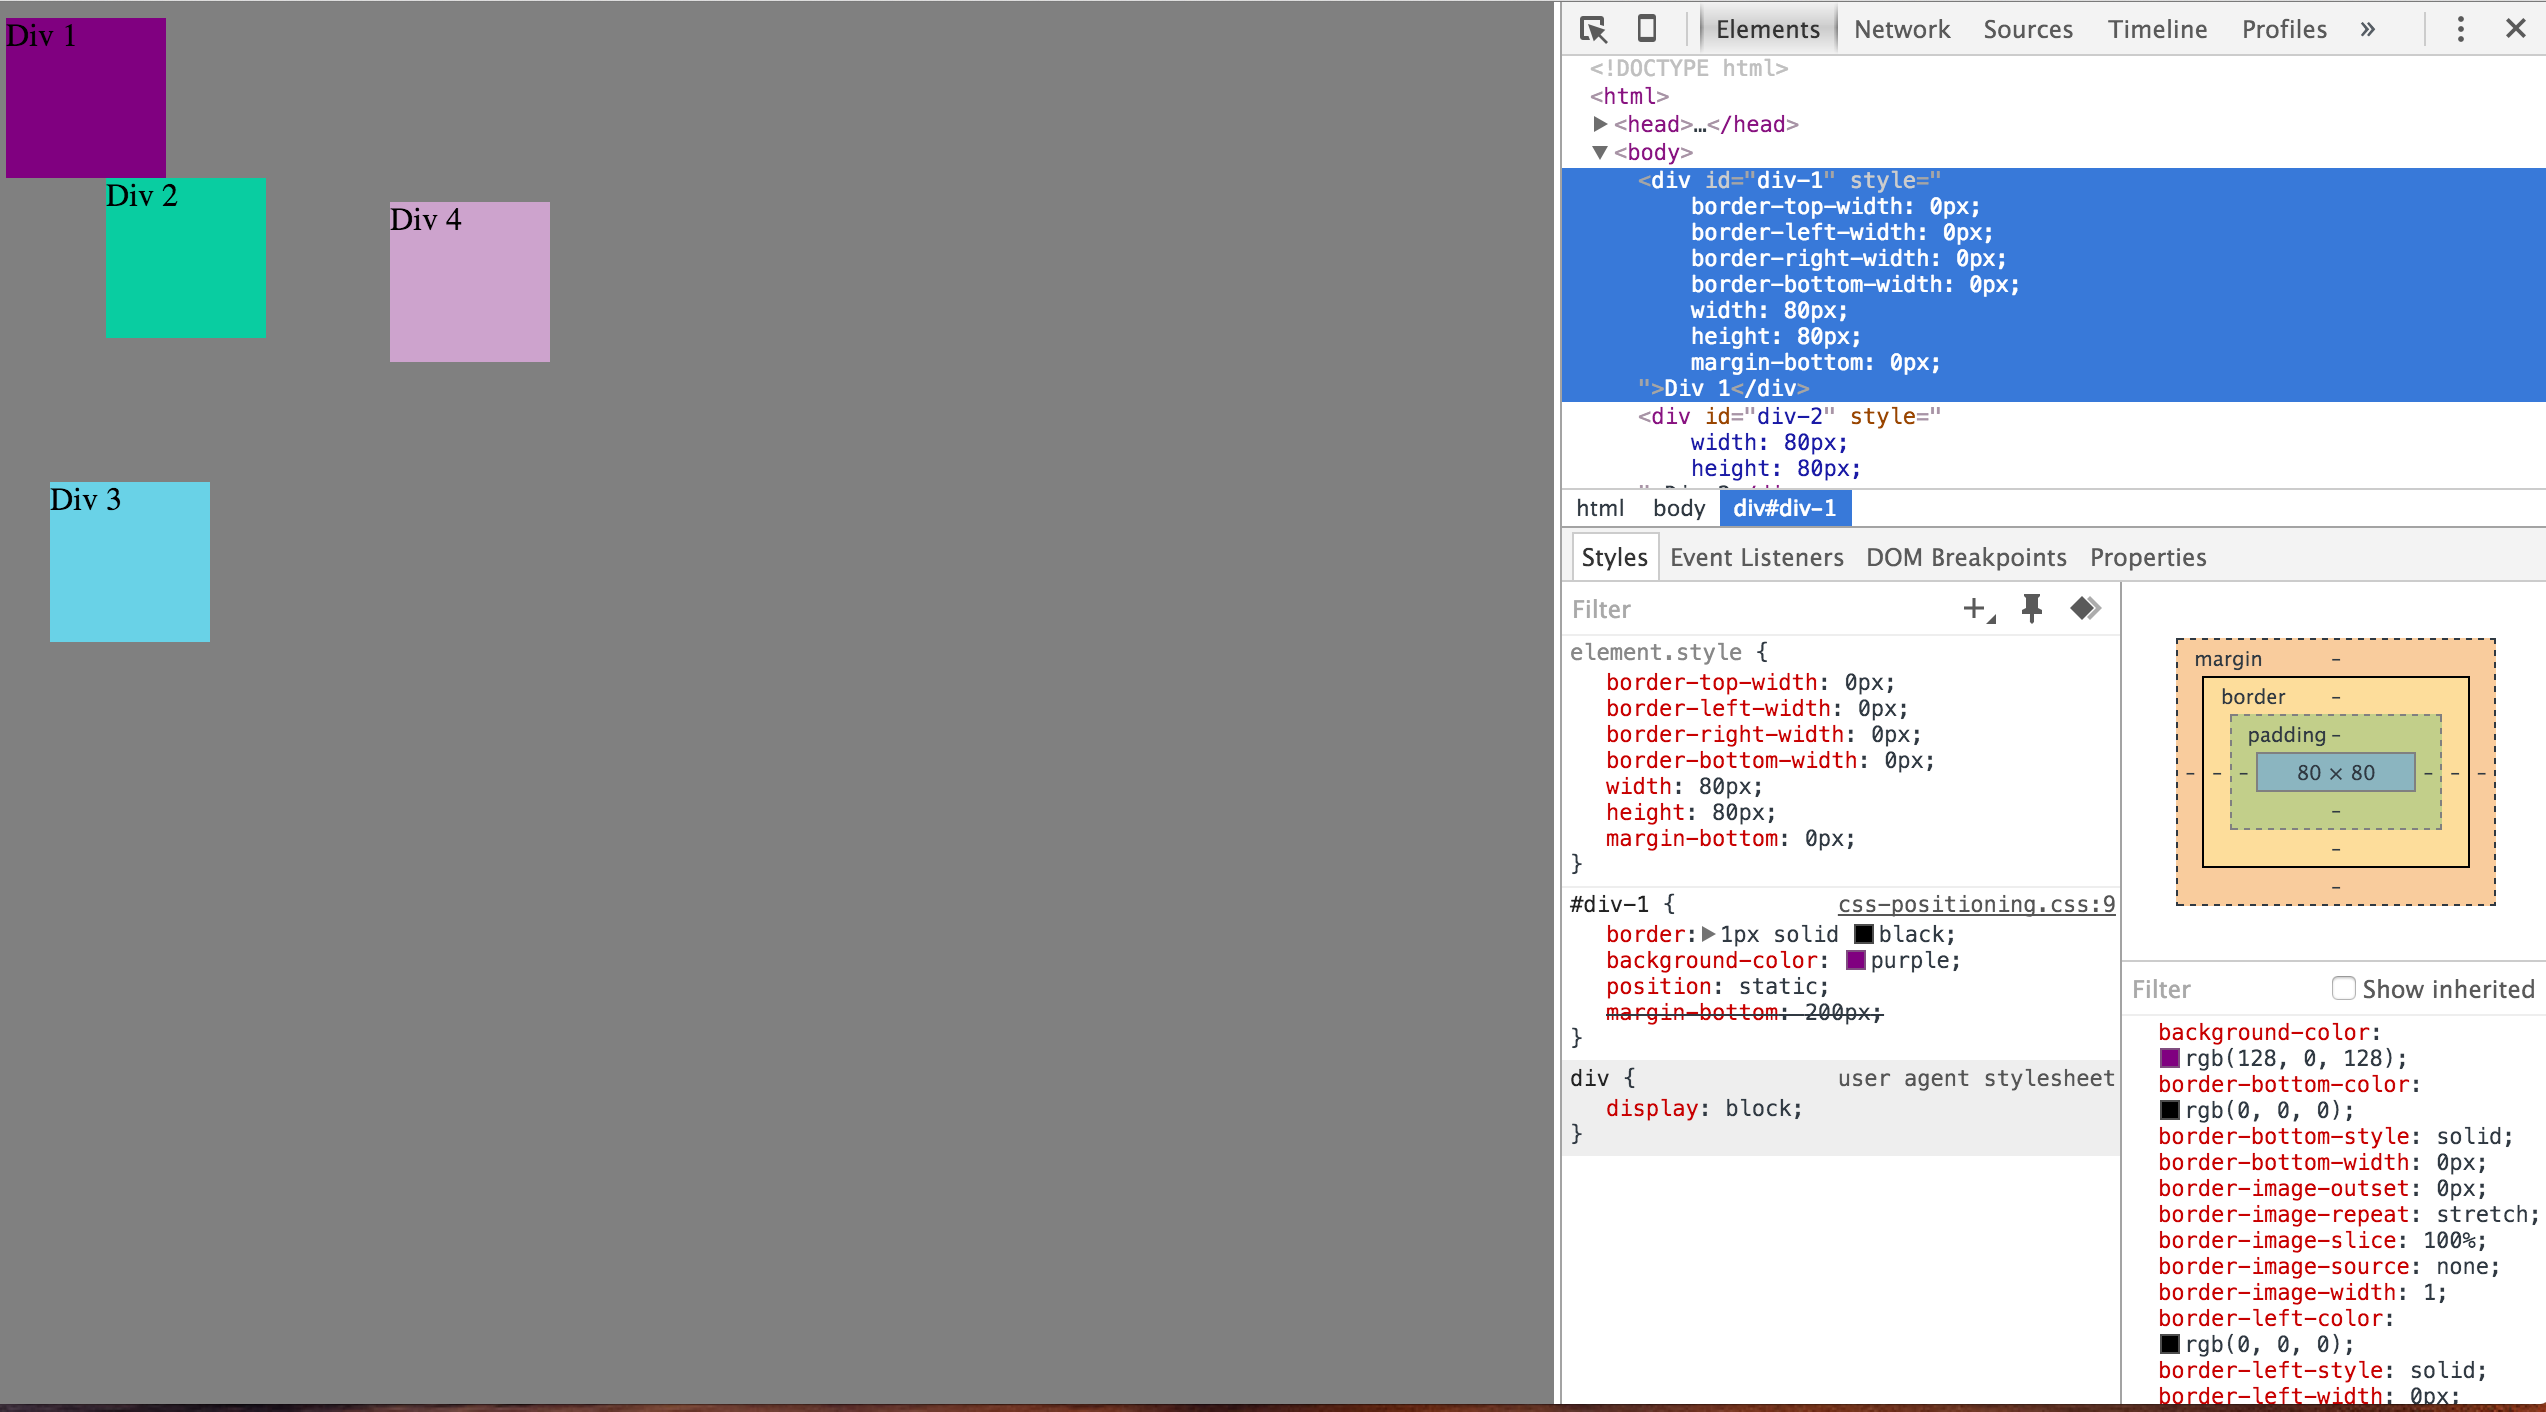 Div 1
Div 2
Div 4
Div 3
Elements Network Sources Timeline Profiles »
<!DOCTYPE html>
<html>
▶<head>…</head>
▼<body>
<div id="div-1" style="
border-top-width: 0px;
border-left-width: 0px;
border-right-width: 0px;
border-bottom-width: 0px;
width: 80px;
height: 80px;
margin-bottom: 0px;
">Div 1</div>
<div id="div-2" style="
width: 80px;
height: 80px;
html body div#div-1
Styles Event Listeners DOM Breakpoints Properties
Filter
element.style {
border-top-width: 0px;
border-left-width: 0px;
border-right-width: 0px;
border-bottom-width: 0px;
width: 80px;
height: 80px;
margin-bottom: 0px;
}
#div-1 { css-positioning.css:9
border:▶1px solid black;
background-color: purple;
position: static;
margin-bottom: 200px;
}
div { user agent stylesheet
display: block;
}
margin -
border -
padding -
- - - 80 × 80 - - -
-
-
-
Filter Show inherited
background-color:
rgb(128, 0, 128);
border-bottom-color:
rgb(0, 0, 0);
border-bottom-style: solid;
border-bottom-width: 0px;
border-image-outset: 0px;
border-image-repeat: stretch;
border-image-slice: 100%;
border-image-source: none;
border-image-width: 1;
border-left-color:
rgb(0, 0, 0);
border-left-style: solid;
border-left-width: 0px;